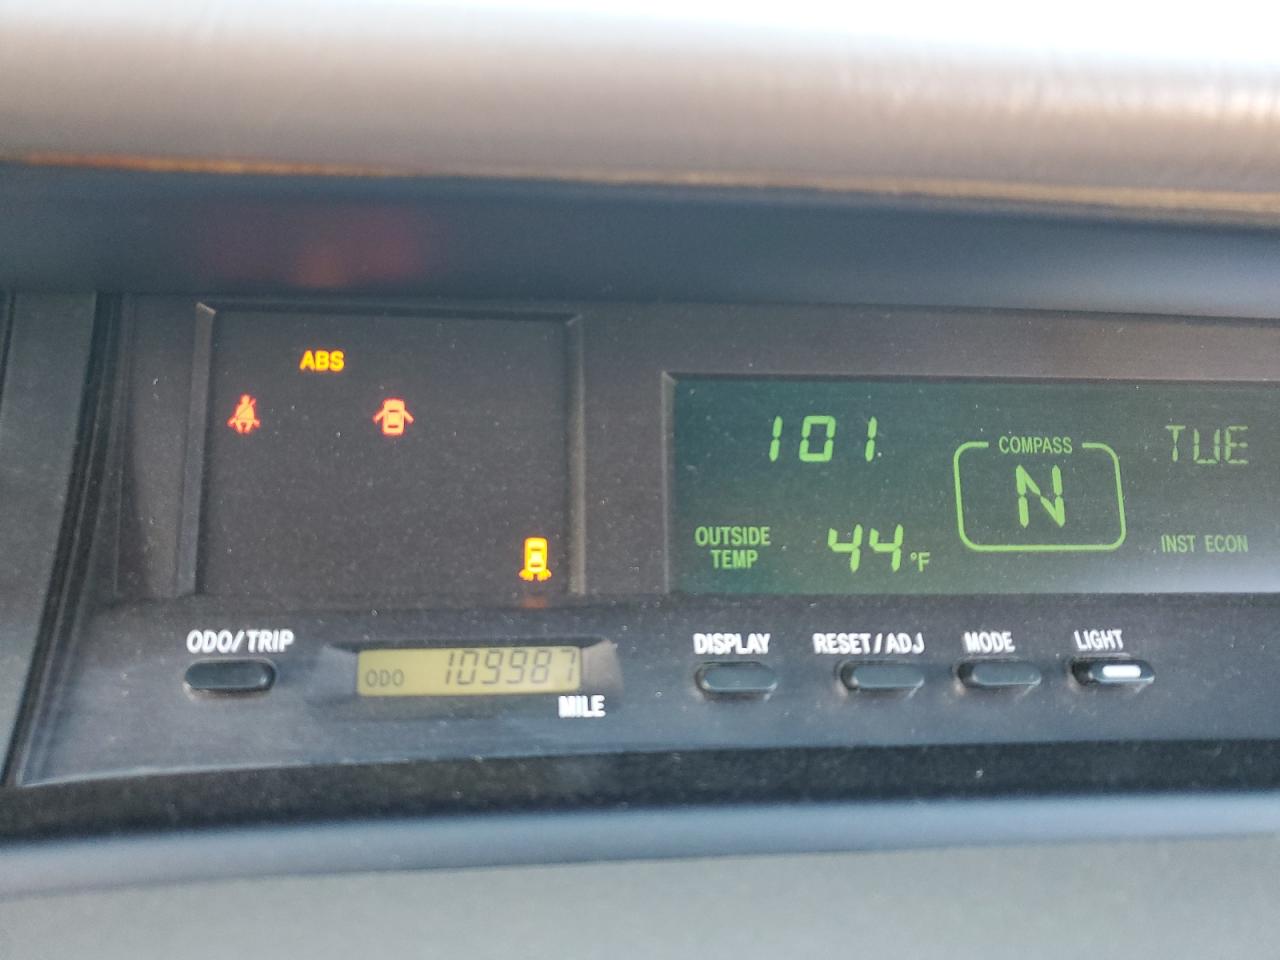 ABS
101
COMPASS
TUE
N
OUTSIDE
TEMP
44°F
INST ECON
ODO/TRIP
ODO 109987
MILE
DISPLAY
RESET/ADJ
MODE
LIGHT